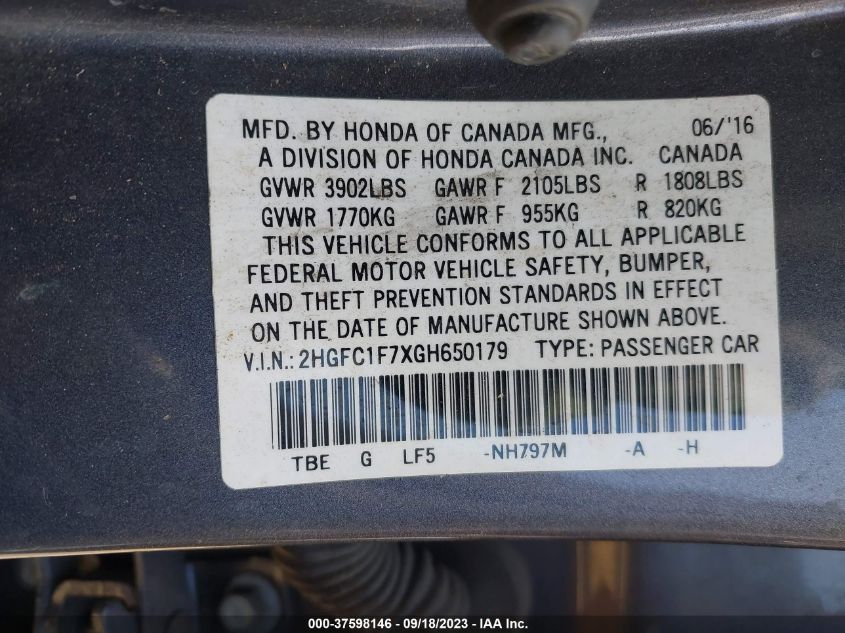 MFD. BY HONDA OF CANADA MFG., 06/'16
A DIVISION OF HONDA CANADA INC. CANADA
GVWR 3902LBS GAWR F 2105LBS R 1808LBS
GVWR 1770KG GAWR F 955KG R 820KG
THIS VEHICLE CONFORMS TO ALL APPLICABLE
FEDERAL MOTOR VEHICLE SAFETY, BUMPER,
AND THEFT PREVENTION STANDARDS IN EFFECT
ON THE DATE OF MANUFACTURE SHOWN ABOVE.
V.I.N.: 2HGFC1F7XGH650179 TYPE: PASSENGER CAR
TBE G LF5 -NH797M -A -H
000-37598146 - 09/18/2023 - IAA Inc.